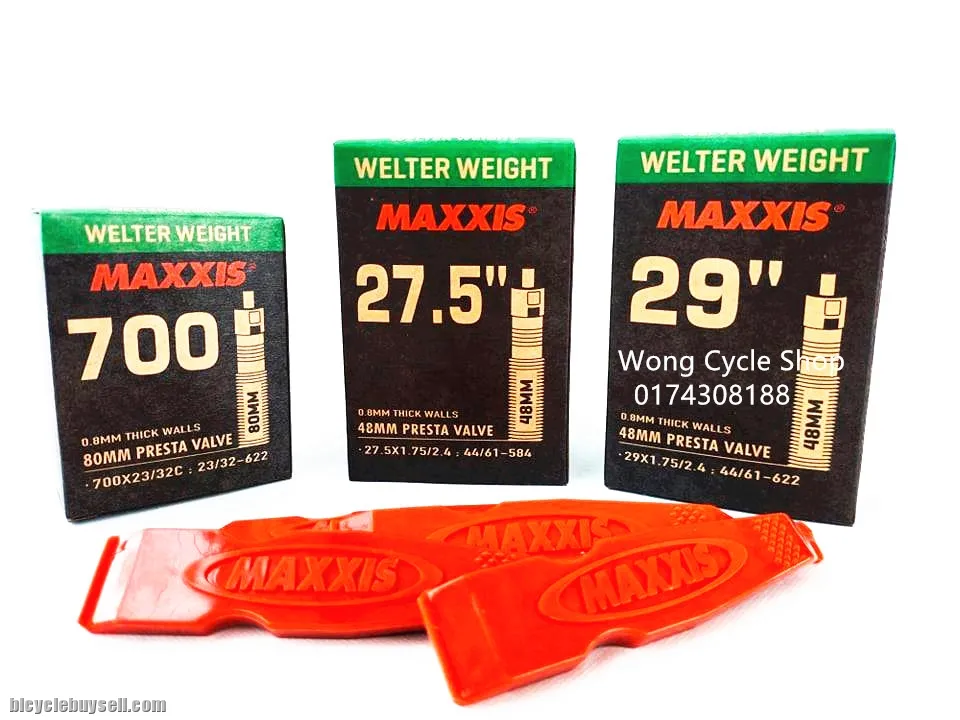 WELTER WEIGHT
MAXXIS®
700
80MM
0.8MM THICK WALLS
80MM PRESTA VALVE
·700X23/32C : 23/32-622
WELTER WEIGHT
MAXXIS®
27.5"
48MM
0.8MM THICK WALLS
48MM PRESTA VALVE
·27.5X1.75/2.4 : 44/61-584
WELTER WEIGHT
MAXXIS®
29"
Wong Cycle Shop
0174308188
48MM
0.8MM THICK WALLS
48MM PRESTA VALVE
·29X1.75/2.4 : 44/61-622
MAXXIS
MAXXIS
MAXXIS
bicyclebuysell.com